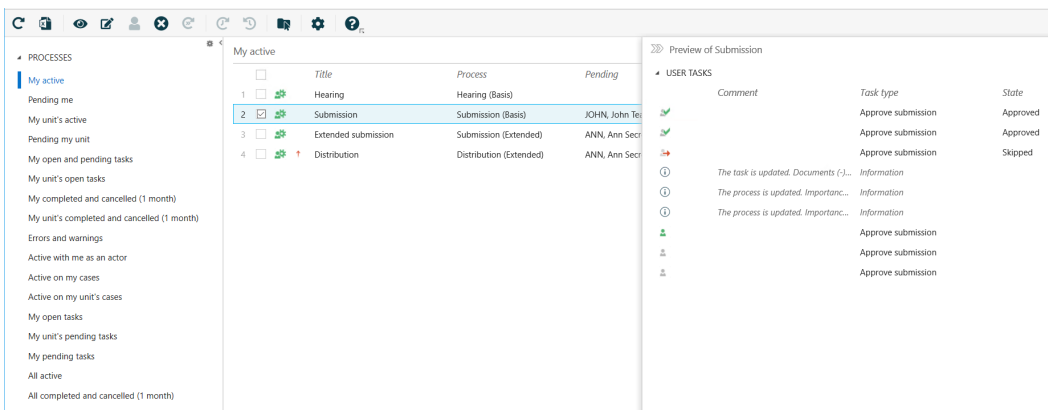 PROCESSES
My active
Pending me
My unit's active
Pending my unit
My open and pending tasks
My unit's open tasks
My completed and cancelled (1 month)
My unit's completed and cancelled (1 month)
Errors and warnings
Active with me as an actor
Active on my cases
Active on my unit's cases
My open tasks
My unit's pending tasks
My pending tasks
All active
All completed and cancelled (1 month)
My active
Title Process Pending
1 Hearing Hearing (Basis)
2 Submission Submission (Basis) JOHN, John Tea
3 Extended submission Submission (Extended) ANN, Ann Secr
4 Distribution Distribution (Extended) ANN, Ann Secr
Preview of Submission
USER TASKS
Comment Task type State
Approve submission Approved
Approve submission Approved
Approve submission Skipped
The task is updated. Documents (-)... Information
The process is updated. Importanc... Information
The process is updated. Importanc... Information
Approve submission
Approve submission
Approve submission